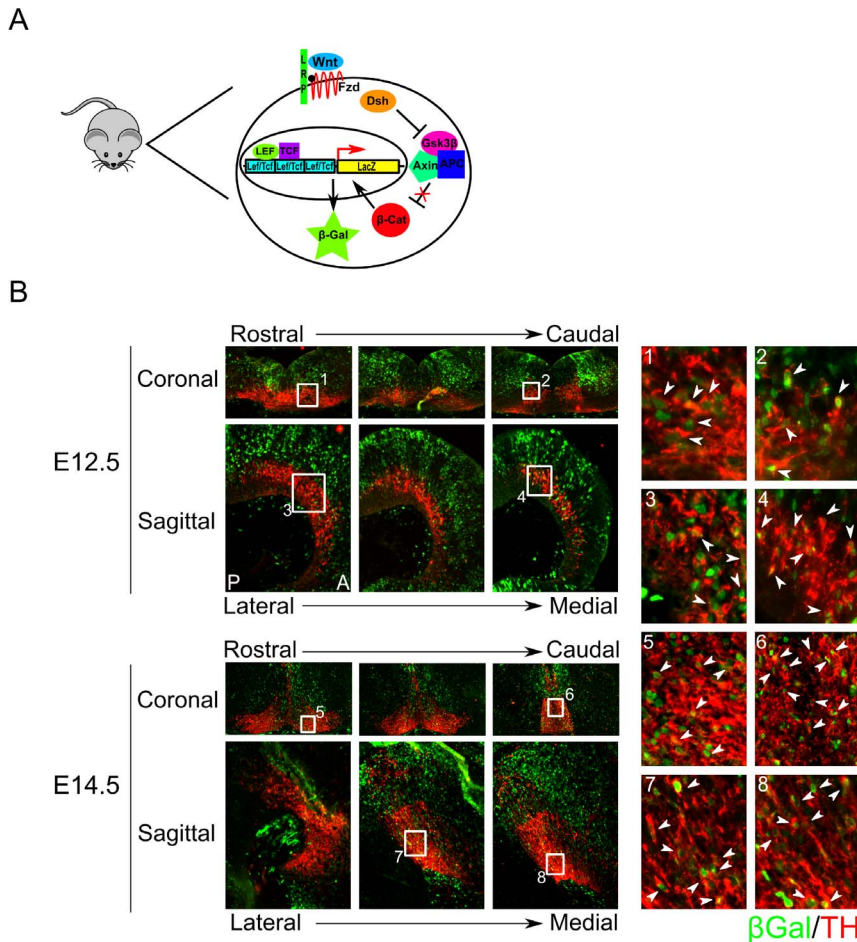 A
LRP
Wnt
Fzd
Dsh
Gsk3β
LEF
TCF
Lef/Tcf Lef/Tcf Lef/Tcf
LacZ
Axin
APC
β-Cat
β-Gal
B
Rostral
Caudal
E12.5
Coronal
1
2
Sagittal
3
4
P
A
Lateral
Medial
Rostral
Caudal
E14.5
Coronal
5
6
Sagittal
7
8
Lateral
Medial
1
2
3
4
5
6
7
8
βGal/TH